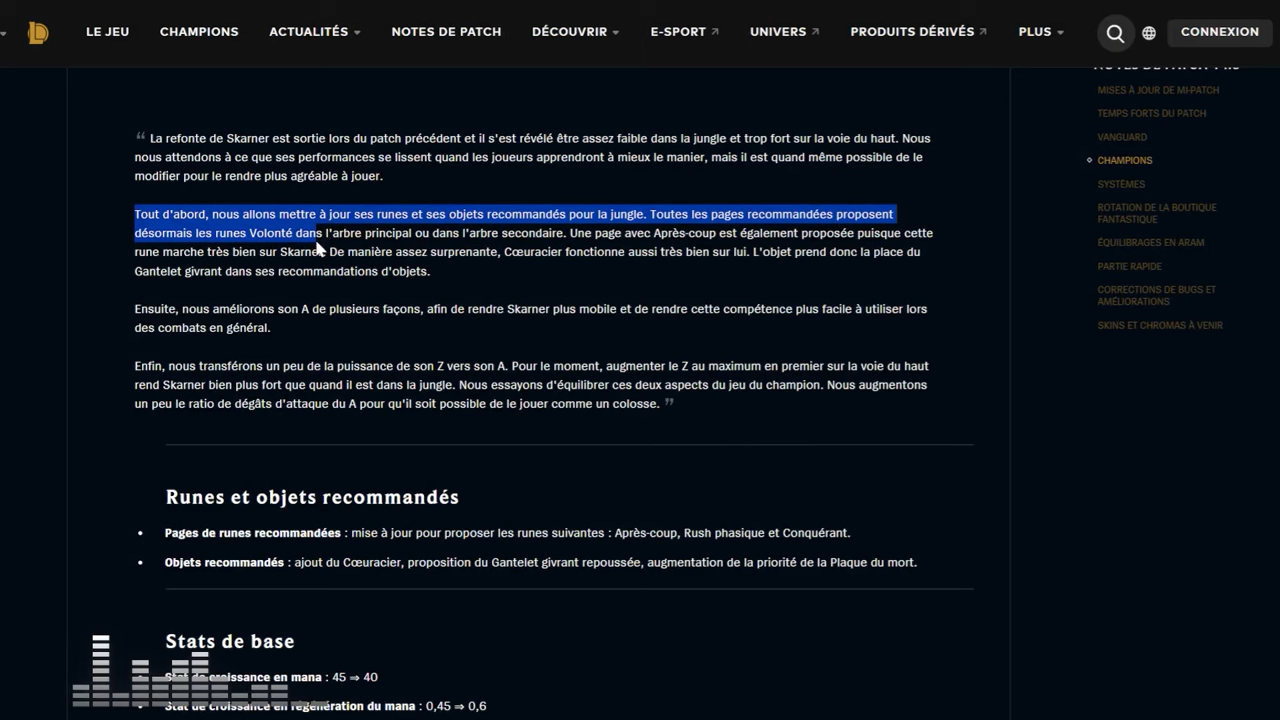 LE JEU CHAMPIONS ACTUALITÉS NOTES DE PATCH DÉCOUVRIR E-SPORT UNIVERS PRODUITS DÉRIVÉS PLUS CONNEXION
“ La refonte de Skarner est sortie lors du patch précédent et il s'est révélé être assez faible dans la jungle et trop fort sur la voie du haut. Nous
nous attendons à ce que ses performances se lissent quand les joueurs apprendront à mieux le manier, mais il est quand même possible de le
modifier pour le rendre plus agréable à jouer.
Tout d'abord, nous allons mettre à jour ses runes et ses objets recommandés pour la jungle. Toutes les pages recommandées proposent
désormais les runes Volonté dans l'arbre principal ou dans l'arbre secondaire. Une page avec Après-coup est également proposée puisque cette
rune marche très bien sur Skarner. De manière assez surprenante, Cœuracier fonctionne aussi très bien sur lui. L'objet prend donc la place du
Gantelet givrant dans ses recommandations d'objets.
Ensuite, nous améliorons son A de plusieurs façons, afin de rendre Skarner plus mobile et de rendre cette compétence plus facile à utiliser lors
des combats en général.
Enfin, nous transférons un peu de la puissance de son Z vers son A. Pour le moment, augmenter le Z au maximum en premier sur la voie du haut
rend Skarner bien plus fort que quand il est dans la jungle. Nous essayons d'équilibrer ces deux aspects du jeu du champion. Nous augmentons
un peu le ratio de dégâts d'attaque du A pour qu'il soit possible de le jouer comme un colosse. ”
Runes et objets recommandés
• Pages de runes recommandées : mise à jour pour proposer les runes suivantes : Après-coup, Rush phasique et Conquérant.
• Objets recommandés : ajout du Cœuracier, proposition du Gantelet givrant repoussée, augmentation de la priorité de la Plaque du mort.
Stats de base
Stat de croissance en mana : 45 ⇒ 40
• Stat de croissance en régénération du mana : 0,45 ⇒ 0,6
MISES À JOUR DE MI-PATCH
TEMPS FORTS DU PATCH
VANGUARD
CHAMPIONS
SYSTÈMES
ROTATION DE LA BOUTIQUE
FANTASTIQUE
ÉQUILIBRAGES EN ARAM
PARTIE RAPIDE
CORRECTIONS DE BUGS ET
AMÉLIORATIONS
SKINS ET CHROMAS À VENIR